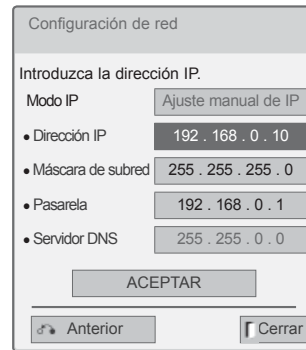 Configuración de red
Introduzca la dirección IP.
Modo IP Ajuste manual de IP
• Dirección IP 192 . 168 . 0 . 10
• Máscara de subred 255 . 255 . 255 . 0
• Pasarela 192 . 168 . 0 . 1
• Servidor DNS 255 . 255 . 0 . 0
ACEPTAR
Anterior Cerrar